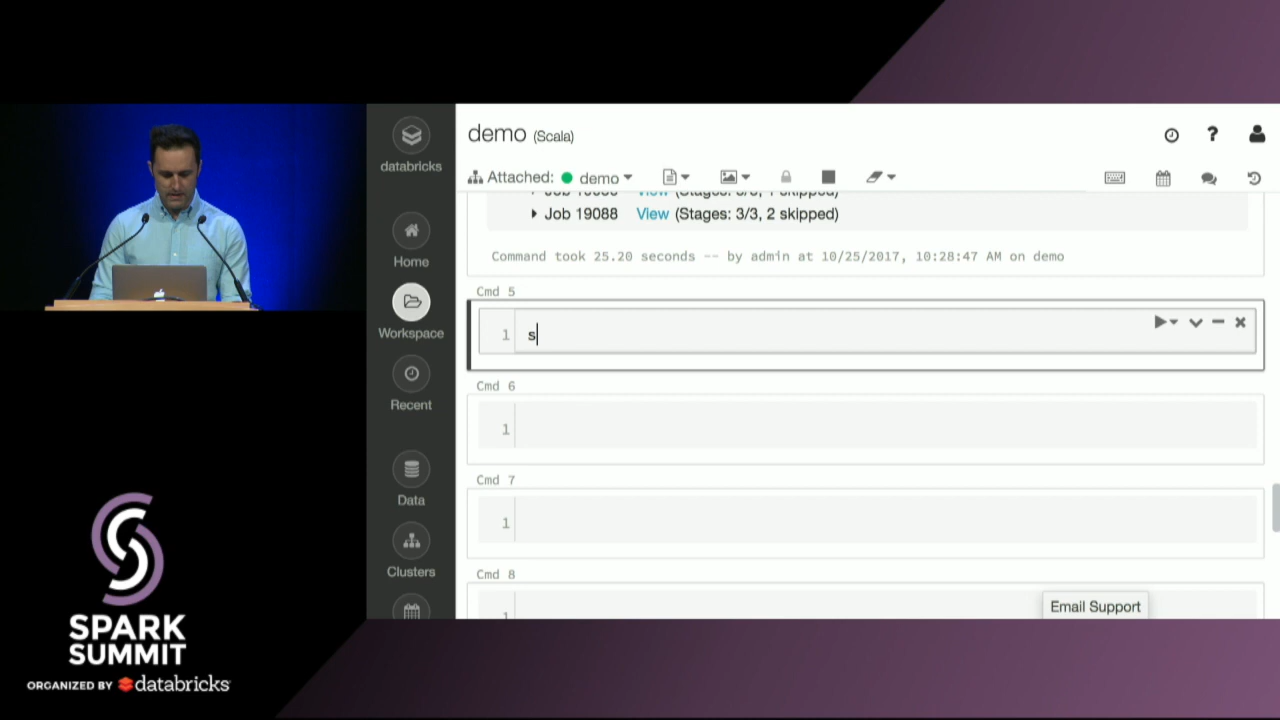 databricks
Home
Workspace
Recent
Data
Clusters
demo (Scala)
Attached: demo
View
Job 19088 View (Stages: 3/3, 2 skipped)
Command took 25.20 seconds -- by admin at 10/25/2017, 10:28:47 AM on demo
Cmd 5
1 s
Cmd 6
1
Cmd 7
1
Cmd 8
1
Email Support
SPARK
SUMMIT
ORGANIZED BY databricks